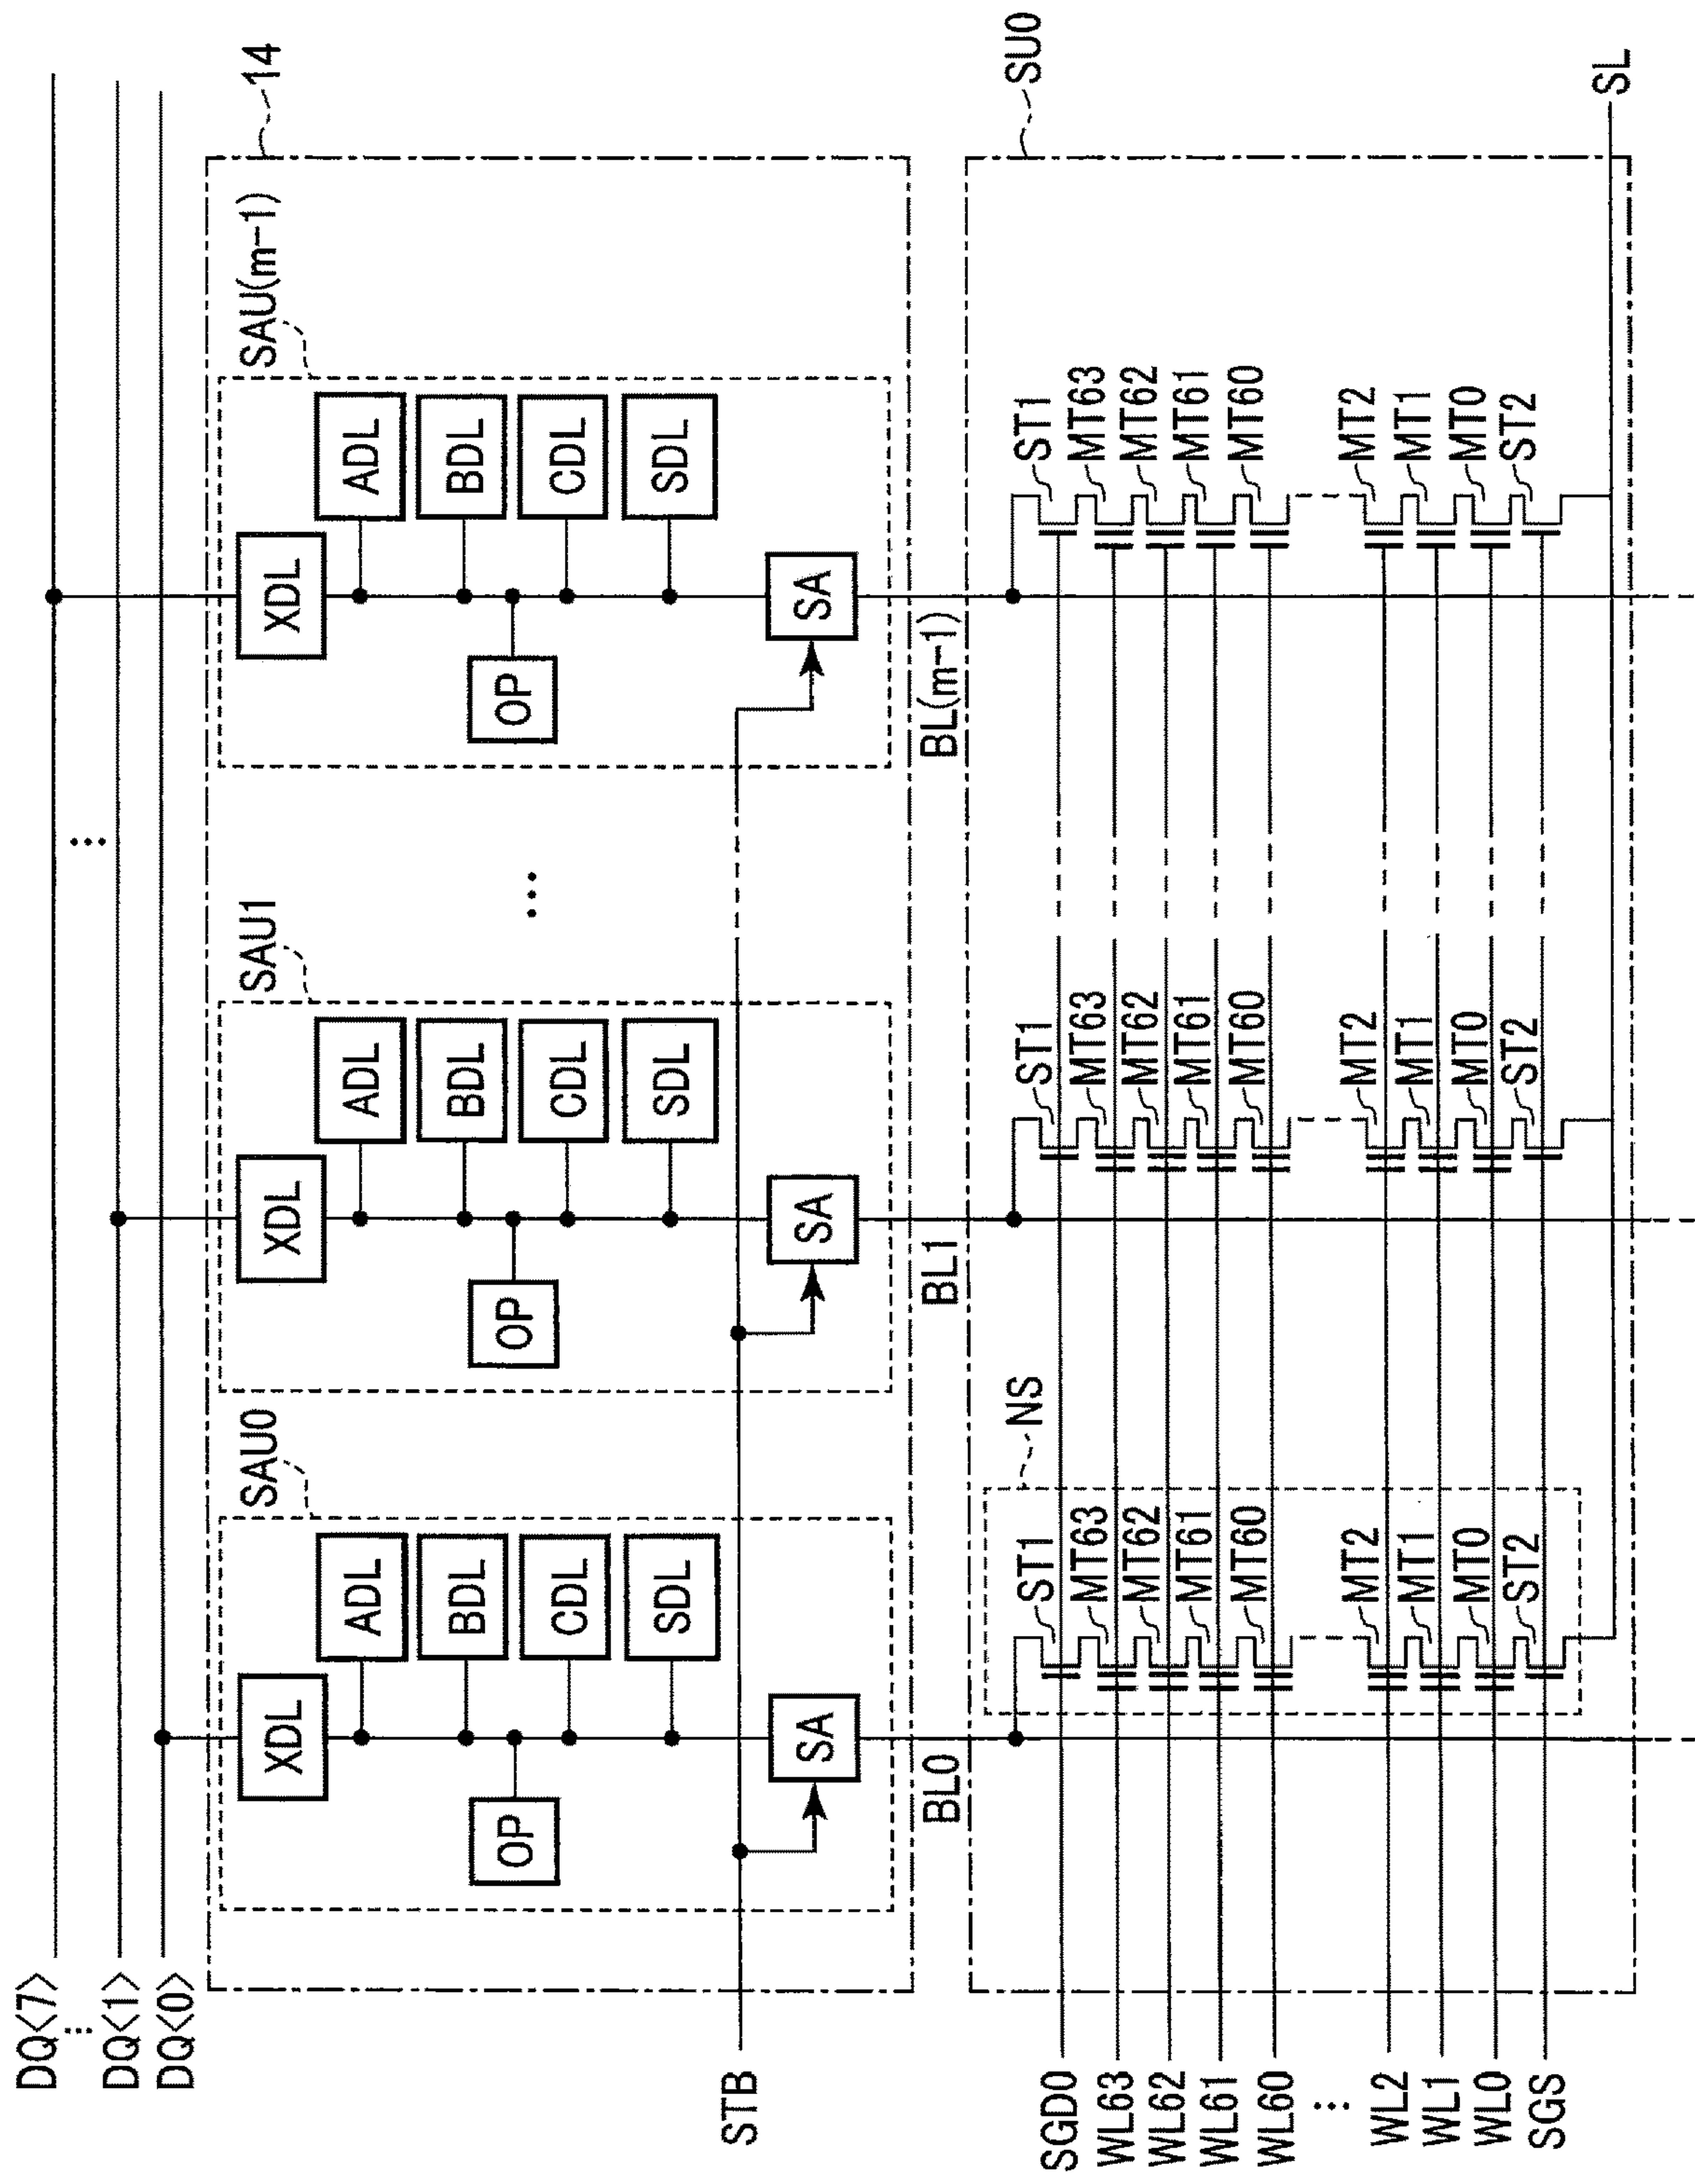 DQ<7>
⋮
DQ<1>
DQ<0>
14
SAU0
SAU1
...
SAU(m-1)
XDL
ADL
BDL
OP
CDL
SDL
SA
XDL
ADL
BDL
OP
CDL
SDL
SA
XDL
ADL
BDL
OP
CDL
SDL
SA
STB
BL0
BL1
BL(m-1)
SU0
NS
SGD0
WL63
WL62
WL61
WL60
⋮
WL2
WL1
WL0
SGS
ST1
MT63
MT62
MT61
MT60
MT2
MT1
MT0
ST2
ST1
MT63
MT62
MT61
MT60
MT2
MT1
MT0
ST2
ST1
MT63
MT62
MT61
MT60
MT2
MT1
MT0
ST2
SL